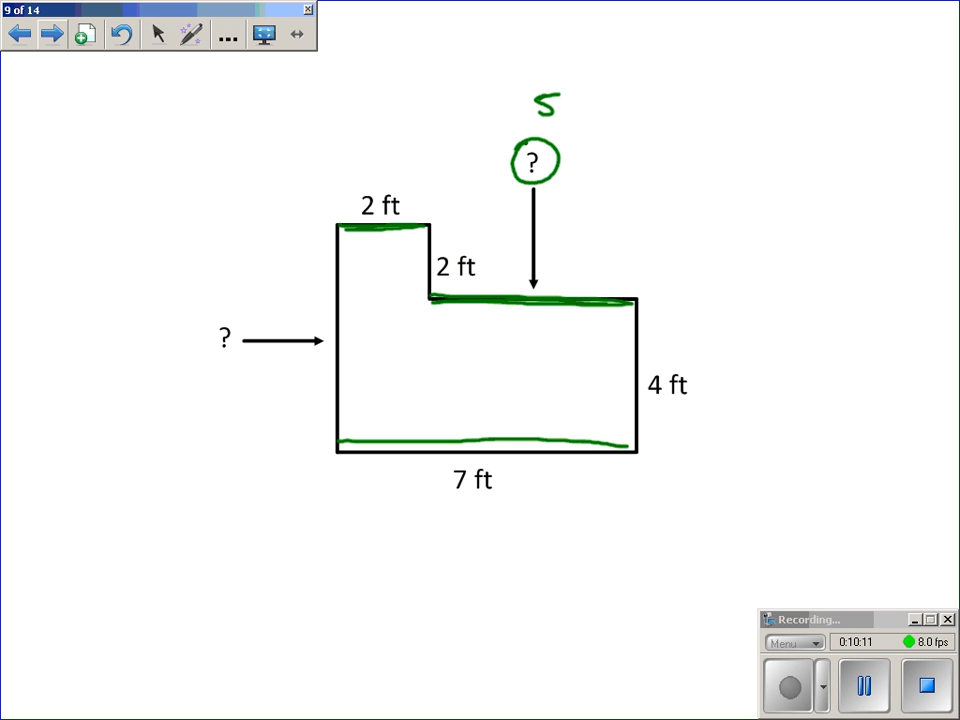 9 of 14
5
?
2 ft
2 ft
?
4 ft
7 ft
Recording...
Menu
0:10:11
8.0 fps